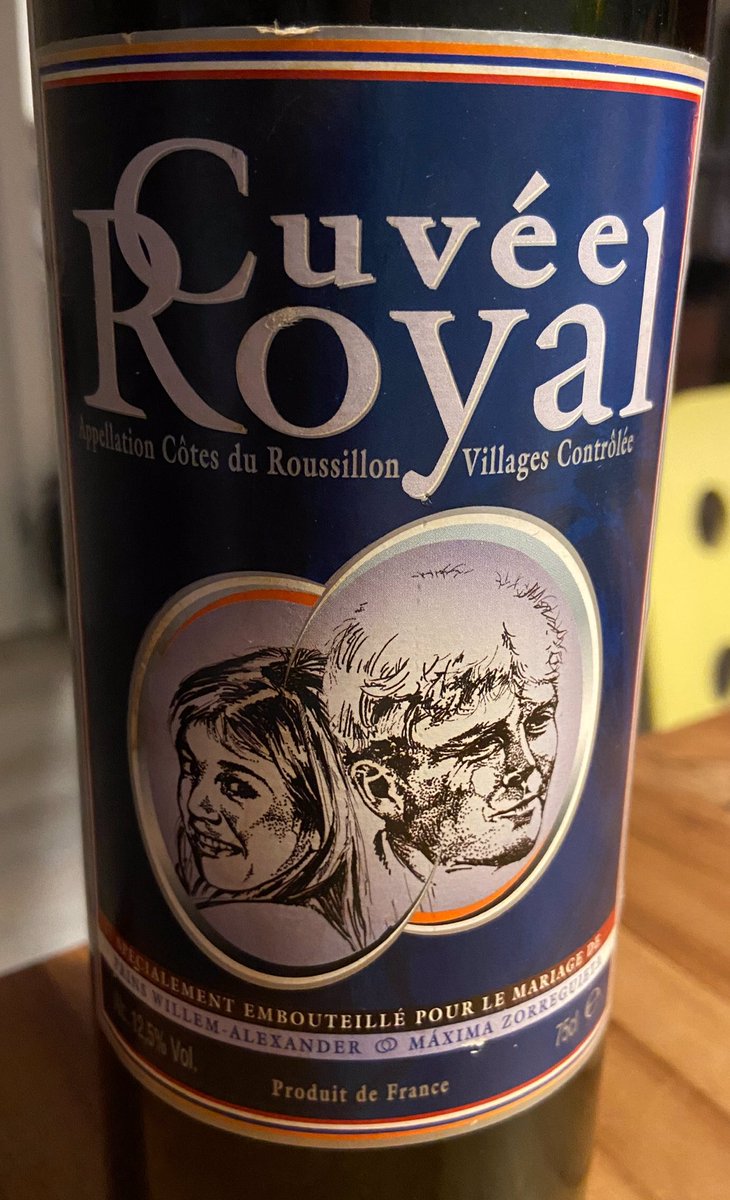 Cuvée
Royal
Appellation Côtes du Roussillon Villages Contrôlée
SPÉCIALEMENT EMBOUTEILLÉ POUR LE MARIAGE DE
PRINS WILLEM-ALEXANDER MÁXIMA ZORREGUIETA
12,5% Vol.
75cl e
Produit de France